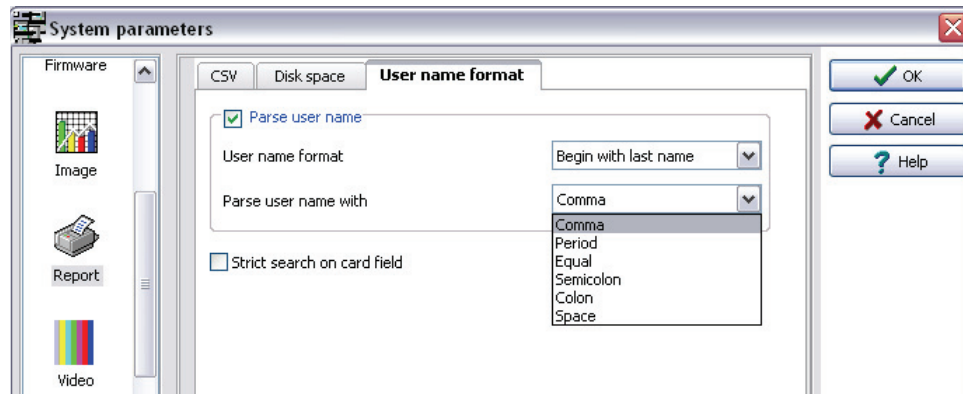 System parameters
Firmware
Image
Report
Video
CSV
Disk space
User name format
Parse user name
User name format
Begin with last name
Parse user name with
Comma
Comma
Period
Equal
Semicolon
Colon
Space
Strict search on card field
OK
Cancel
Help